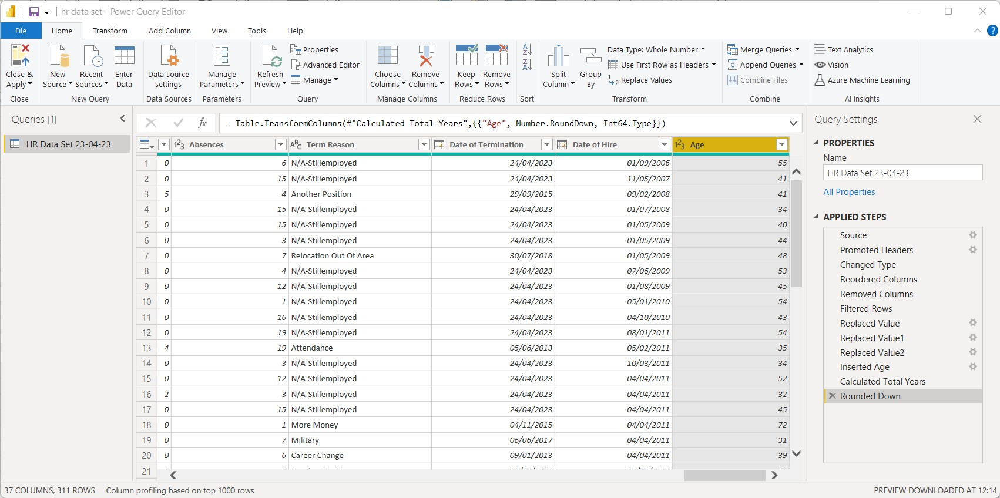 hr data set - Power Query Editor
File Home Transform Add Column View Tools Help
Close & Apply
New Source
Recent Sources
Enter Data
Data source settings
Manage Parameters
Refresh Preview
Properties
Advanced Editor
Manage
Choose Columns
Remove Columns
Keep Rows
Remove Rows
A Z
Z A
Split Column
Group By
Data Type: Whole Number
Use First Row as Headers
1 2 Replace Values
Merge Queries
Append Queries
Combine Files
Text Analytics
Vision
Azure Machine Learning
?
Close New Query Data Sources Parameters Query Manage Columns Reduce Rows Sort Transform Combine AI Insights
Queries [1]
HR Data Set 23-04-23
fx = Table.TransformColumns(#"Calculated Total Years",{{"Age", Number.RoundDown, Int64.Type}})
123 Absences ABC Term Reason Date of Termination Date of Hire 123 Age
1 0 6 N/A-Stillemployed 24/04/2023 01/09/2006 55
2 0 15 N/A-Stillemployed 24/04/2023 11/05/2007 41
3 5 4 Another Position 29/09/2015 09/02/2008 41
4 0 15 N/A-Stillemployed 24/04/2023 01/07/2008 34
5 0 15 N/A-Stillemployed 24/04/2023 01/05/2009 40
6 0 3 N/A-Stillemployed 24/04/2023 01/05/2009 44
7 0 7 Relocation Out Of Area 30/07/2018 01/05/2009 48
8 0 4 N/A-Stillemployed 24/04/2023 07/06/2009 53
9 0 12 N/A-Stillemployed 24/04/2023 01/08/2009 45
10 0 1 N/A-Stillemployed 24/04/2023 05/01/2010 54
11 0 16 N/A-Stillemployed 24/04/2023 04/10/2010 43
12 0 19 N/A-Stillemployed 24/04/2023 08/01/2011 54
13 4 19 Attendance 05/06/2013 05/02/2011 35
14 0 3 N/A-Stillemployed 24/04/2023 10/03/2011 34
15 0 12 N/A-Stillemployed 24/04/2023 04/04/2011 52
16 2 3 N/A-Stillemployed 24/04/2023 04/04/2011 32
17 0 15 N/A-Stillemployed 24/04/2023 04/04/2011 45
18 0 1 More Money 04/11/2015 04/04/2011 72
19 0 7 Military 06/06/2017 04/04/2011 31
20 0 6 Career Change 09/01/2013 04/04/2011 39
21
Query Settings
PROPERTIES
Name
HR Data Set 23-04-23
All Properties
APPLIED STEPS
Source
Promoted Headers
Changed Type
Reordered Columns
Removed Columns
Filtered Rows
Replaced Value
Replaced Value1
Replaced Value2
Inserted Age
Calculated Total Years
Rounded Down
37 COLUMNS, 311 ROWS Column profiling based on top 1000 rows PREVIEW DOWNLOADED AT 12:14